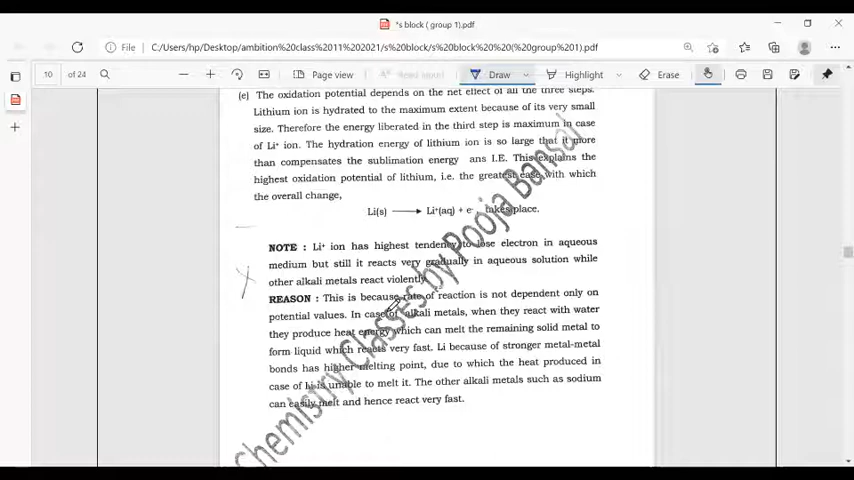 *s block ( group 1).pdf
File C:/Users/hp/Desktop/ambition%20class%2011%202021/s%20block/s%20block%20%20(%20group%201).pdf
10 of 24 Page view Read aloud Draw Highlight Erase
(e) The oxidation potential depends on the net effect of all the three steps.
Lithium ion is hydrated to the maximum extent because of its very small
size. Therefore the energy liberated in the third step is maximum in case
of Li⁺ ion. The hydration energy of lithium ion is so large that it more
than compensates the sublimation energy ans I.E. This explains the
highest oxidation potential of lithium, i.e. the greatest ease with which
the overall change,
Li(s) ⟶ Li⁺(aq) + e⁻, takes place.
NOTE : Li⁺ ion has highest tendency to lose electron in aqueous
medium but still it reacts very gradually in aqueous solution while
other alkali metals react violently.
REASON : This is because rate of reaction is not dependent only on
potential values. In case of alkali metals, when they react with water
they produce heat energy which can melt the remaining solid metal to
form liquid which reacts very fast. Li because of stronger metal-metal
bonds has higher melting point, due to which the heat produced in
case of Li is unable to melt it. The other alkali metals such as sodium
can easily melt and hence react very fast.
Chemistry Classes by Pooja Bansal